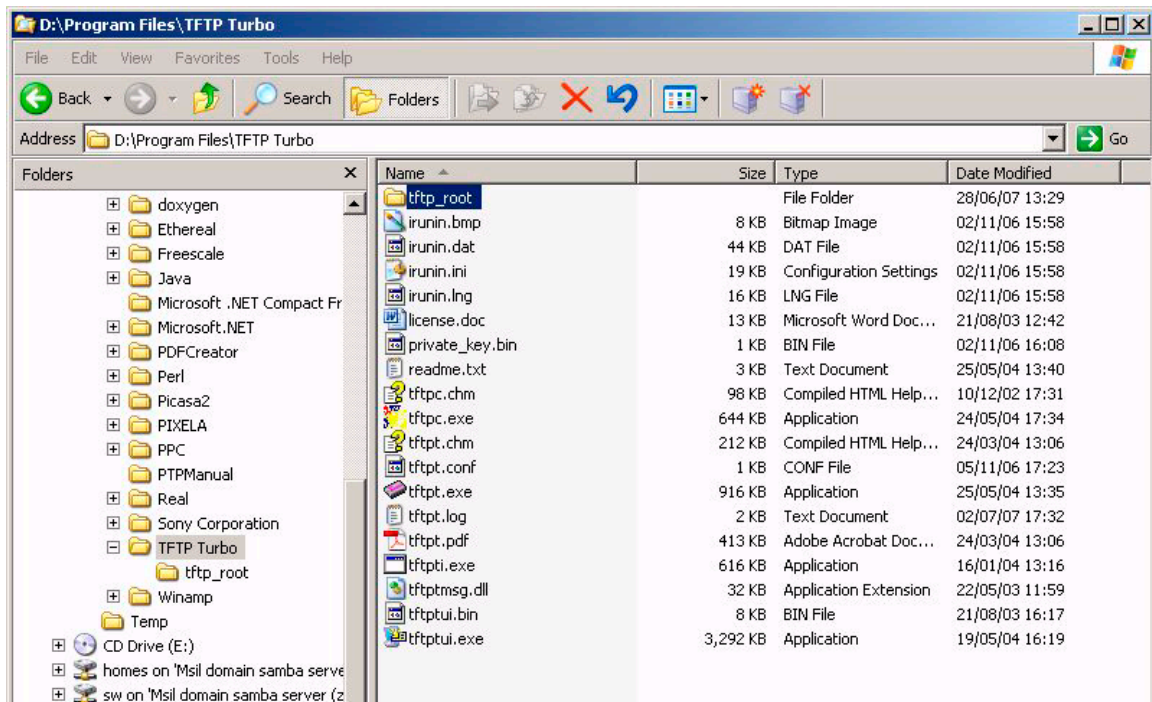 D:\Program Files\TFTP Turbo
File Edit View Favorites Tools Help
Back Search Folders
Address D:\Program Files\TFTP Turbo Go
Folders
doxygen
Ethereal
Freescale
Java
Microsoft .NET Compact Fr
Microsoft.NET
PDFCreator
Perl
Picasa2
PIXELA
PPC
PTPManual
Real
Sony Corporation
TFTP Turbo
tftp_root
Winamp
Temp
CD Drive (E:)
homes on 'Msil domain samba serve
sw on 'Msil domain samba server (z
Name Size Type Date Modified
tftp_root File Folder 28/06/07 13:29
irunin.bmp 8 KB Bitmap Image 02/11/06 15:58
irunin.dat 44 KB DAT File 02/11/06 15:58
irunin.ini 19 KB Configuration Settings 02/11/06 15:58
irunin.lng 16 KB LNG File 02/11/06 15:58
license.doc 13 KB Microsoft Word Doc... 21/08/03 12:42
private_key.bin 1 KB BIN File 02/11/06 16:08
readme.txt 3 KB Text Document 25/05/04 13:40
tftpc.chm 98 KB Compiled HTML Help... 10/12/02 17:31
tftpc.exe 644 KB Application 24/05/04 17:34
tftpt.chm 212 KB Compiled HTML Help... 24/03/04 13:06
tftpt.conf 1 KB CONF File 05/11/06 17:23
tftpt.exe 916 KB Application 25/05/04 13:35
tftpt.log 2 KB Text Document 02/07/07 17:32
tftpt.pdf 413 KB Adobe Acrobat Doc... 24/03/04 13:06
tftpti.exe 616 KB Application 16/01/04 13:16
tftptmsg.dll 32 KB Application Extension 22/05/03 11:59
tftptui.bin 8 KB BIN File 21/08/03 16:17
tftptui.exe 3,292 KB Application 19/05/04 16:19